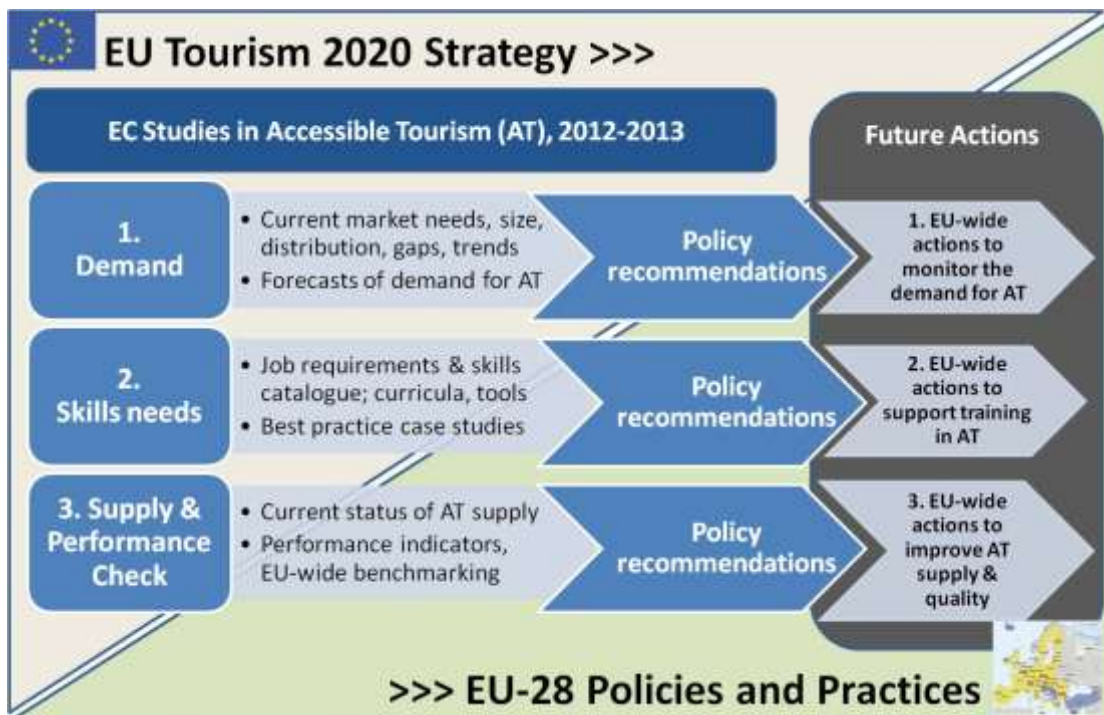 EU Tourism 2020 Strategy >>>
EC Studies in Accessible Tourism (AT), 2012-2013
Future Actions
1.
Demand
• Current market needs, size,
distribution, gaps, trends
• Forecasts of demand for AT
Policy
recommendations
1. EU-wide
actions to
monitor the
demand for AT
2.
Skills needs
• Job requirements & skills
catalogue; curricula, tools
• Best practice case studies
Policy
recommendations
2. EU-wide
actions to
support training
in AT
3. Supply &
Performance
Check
• Current status of AT supply
• Performance indicators,
EU-wide benchmarking
Policy
recommendations
3. EU-wide
actions to
improve AT
supply &
quality
>>> EU-28 Policies and Practices